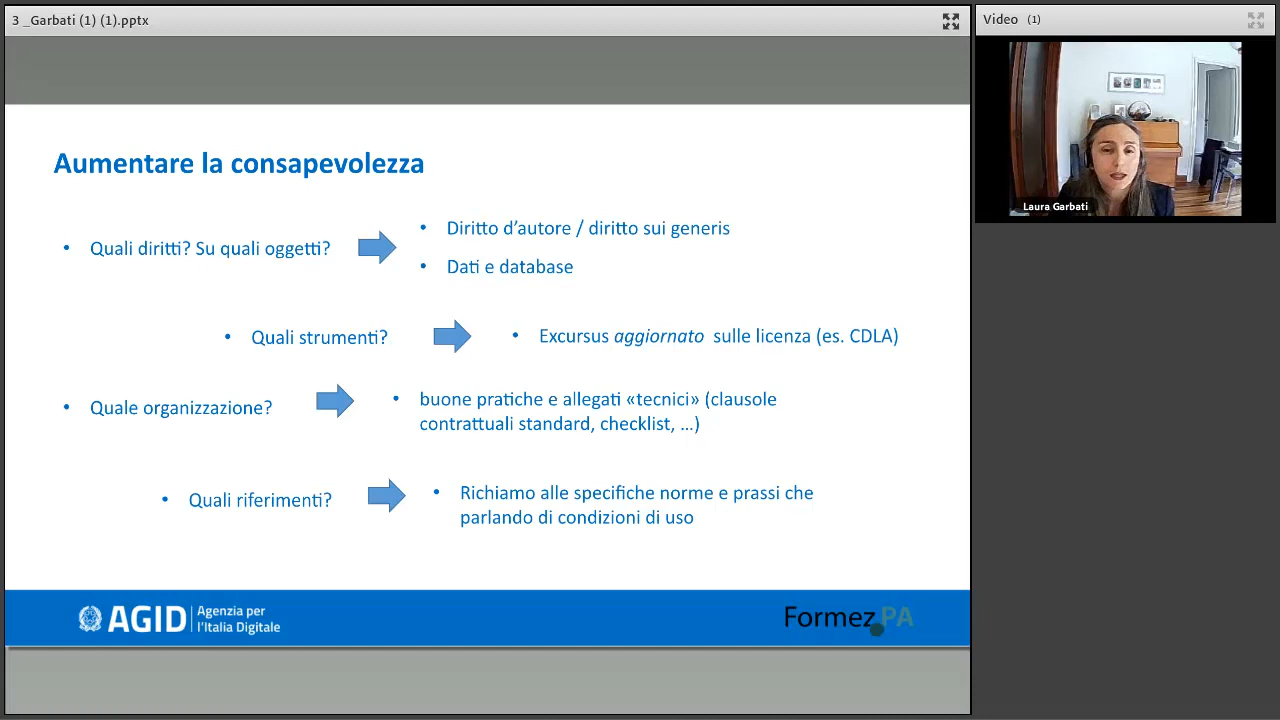 3 _Garbati (1) (1).pptx
Video (1)
Laura Garbati
Aumentare la consapevolezza
• Quali diritti? Su quali oggetti?
• Diritto d’autore / diritto sui generis
• Dati e database
• Quali strumenti?
• Excursus aggiornato sulle licenza (es. CDLA)
• Quale organizzazione?
• buone pratiche e allegati «tecnici» (clausole
contrattuali standard, checklist, …)
• Quali riferimenti?
• Richiamo alle specifiche norme e prassi che
parlando di condizioni di uso
AGID
Agenzia per
l’Italia Digitale
Formez PA